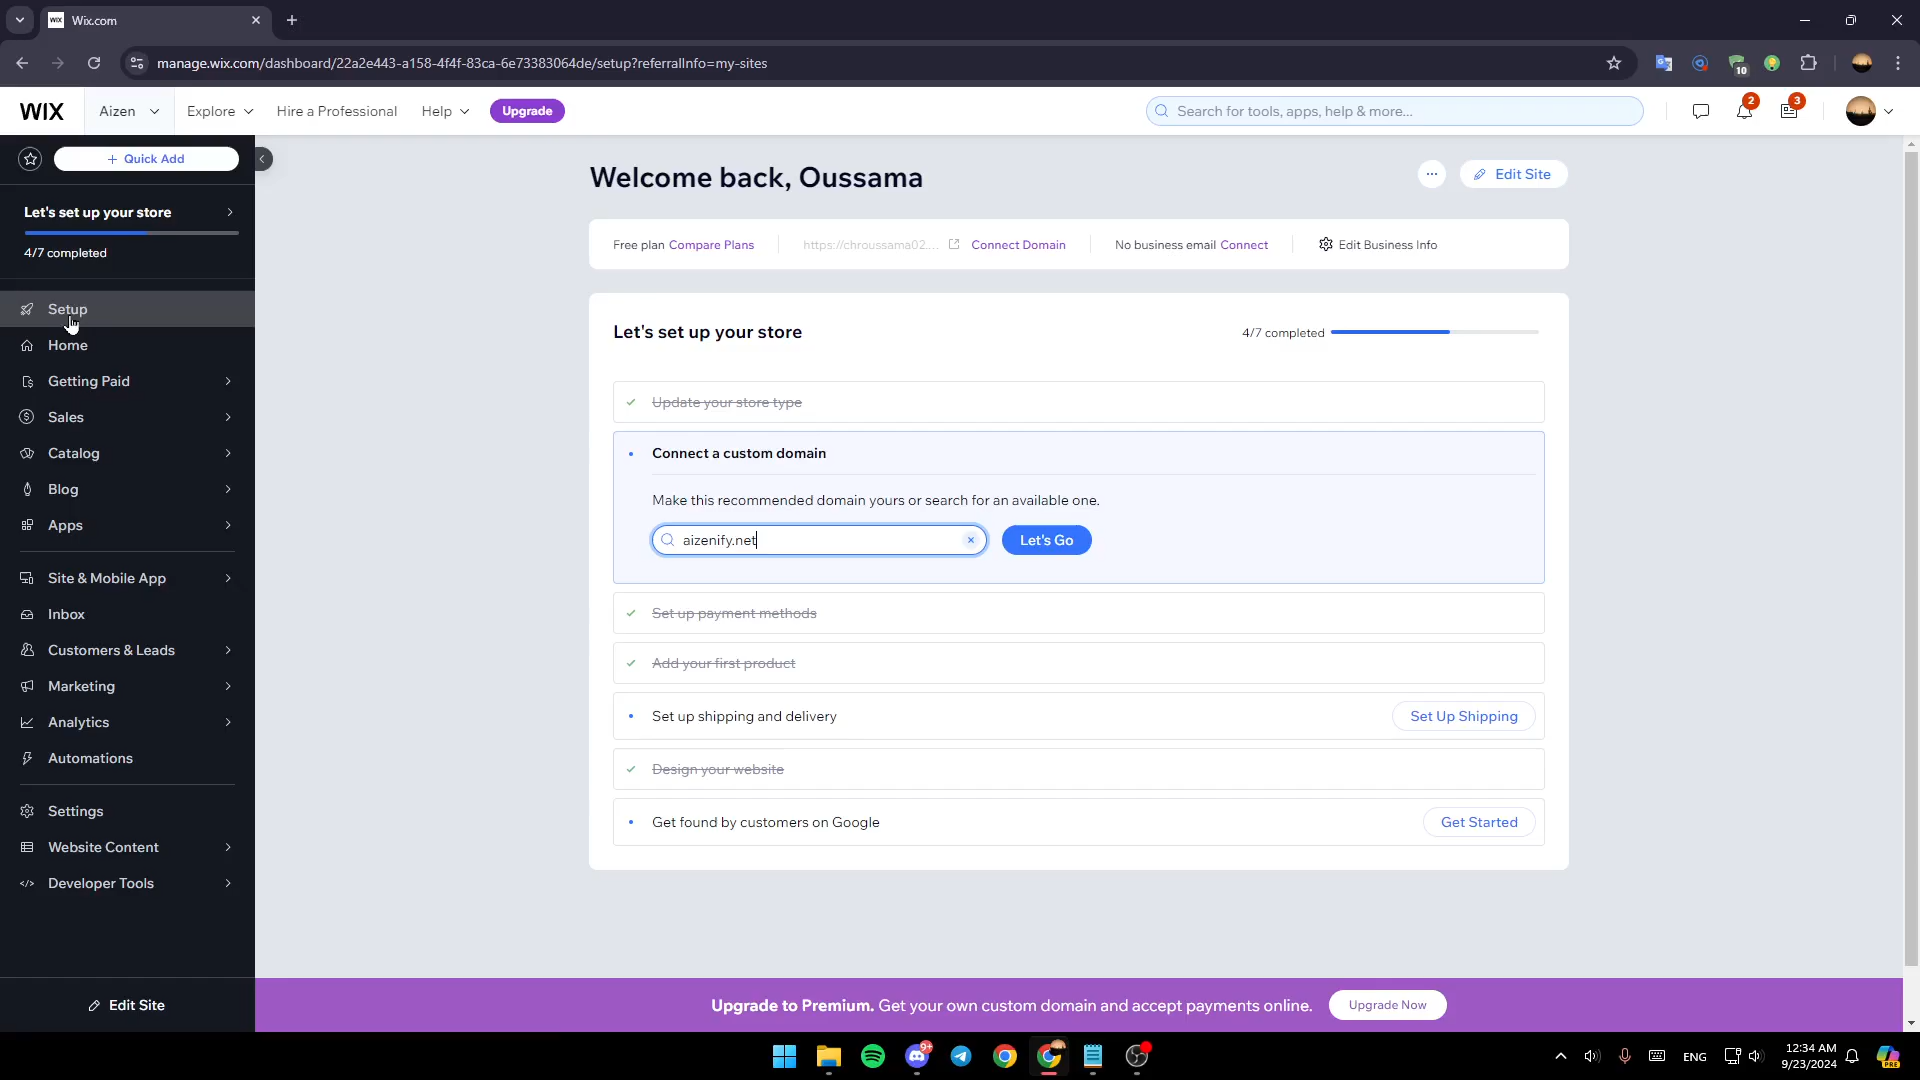 WIX Wix.com
manage.wix.com/dashboard/22a2e443-a158-4f4f-83ca-6e73383064de/setup?referralInfo=my-sites
10
WIX Aizen Explore Hire a Professional Help Upgrade Search for tools, apps, help & more... 2 3
+ Quick Add
Let's set up your store
4/7 completed
Setup
Home
Getting Paid
Sales
Catalog
Blog
Apps
Site & Mobile App
Inbox
Customers & Leads
Marketing
Analytics
Automations
Settings
Website Content
Developer Tools
Edit Site
Welcome back, Oussama
... Edit Site
Free plan Compare Plans https://chroussama02.... Connect Domain No business email Connect Edit Business Info
Let's set up your store 4/7 completed
Update your store type
Connect a custom domain
Make this recommended domain yours or search for an available one.
aizenify.net Let's Go
Set up payment methods
Add your first product
Set up shipping and delivery Set Up Shipping
Design your website
Get found by customers on Google Get Started
Upgrade to Premium. Get your own custom domain and accept payments online. Upgrade Now
9+ ENG 12:34 AM
9/23/2024
PRE